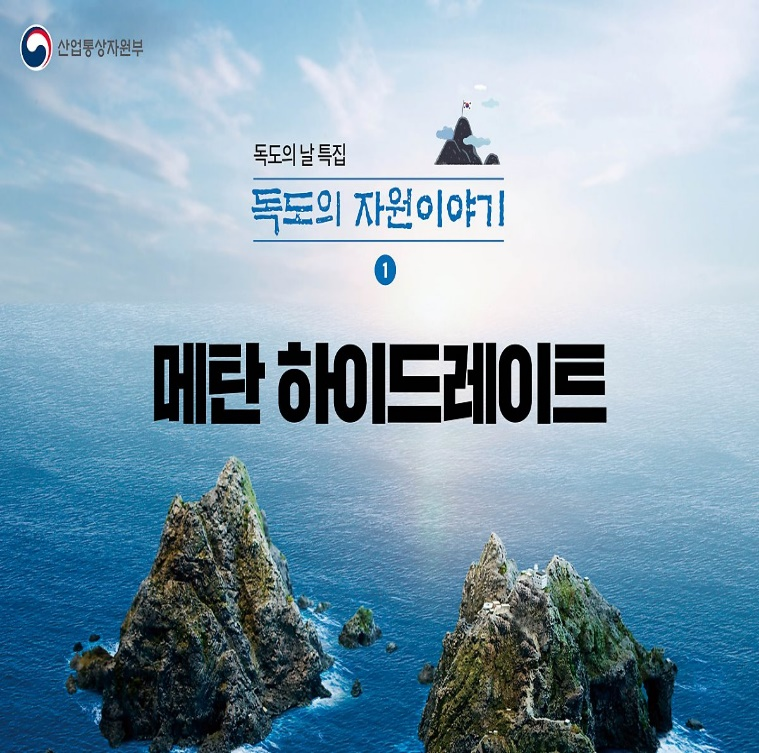 산업통상자원부
독도의 날 특집
독도의 자원이야기
1
메탄 하이드레이트